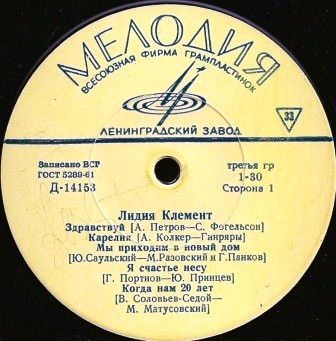 МЕЛОДИЯ
ВСЕСОЮЗНАЯ ФИРМА ГРАМПЛАСТИНОК
33
ЛЕНИНГРАДСКИЙ ЗАВОД
Записано ВСГ
ГОСТ 5289-61
Д-14153
третья гр
1-30
Сторона 1
Лидия Клемент
Здравствуй [А. Петров—С. Фогельсон]
Карелия [А. Колкер—Гинряры]
Мы приходим в новый дом
[Ю.Саульский—М.Разовский и Г.Панков]
Я счастье несу
[Г. Портнов—Ю. Принцев]
Когда нам 20 лет
[В. Соловьев-Седой—
М. Матусовский]